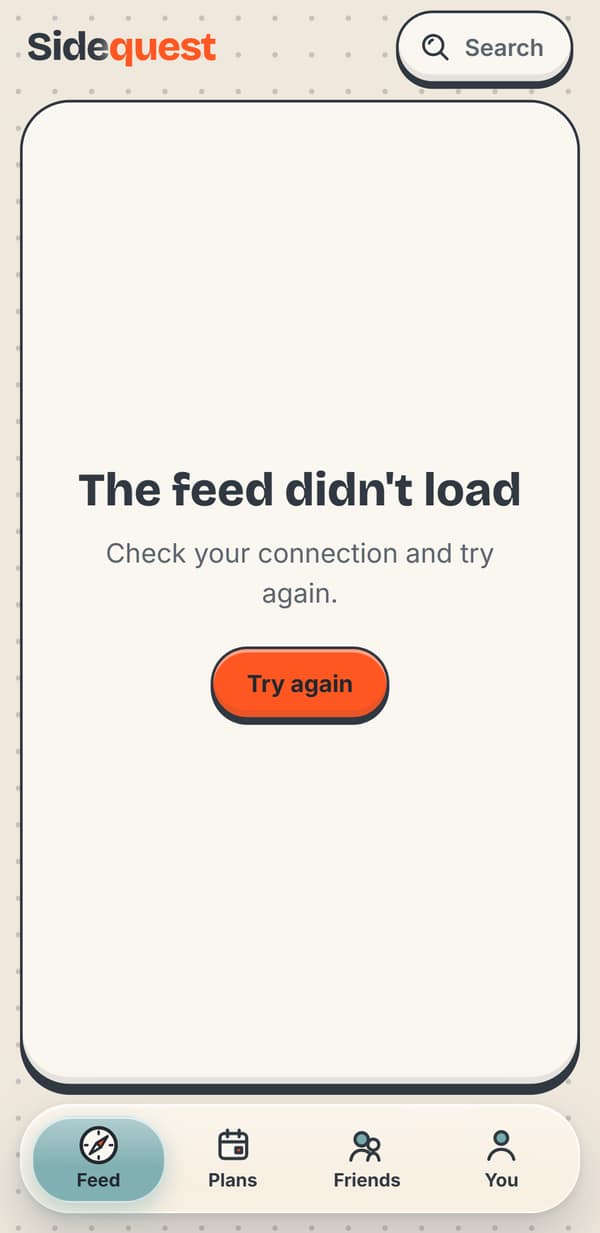 Sidequest
Search
The feed didn't load
Check your connection and try
again.
Try again
Feed
Plans
Friends
You